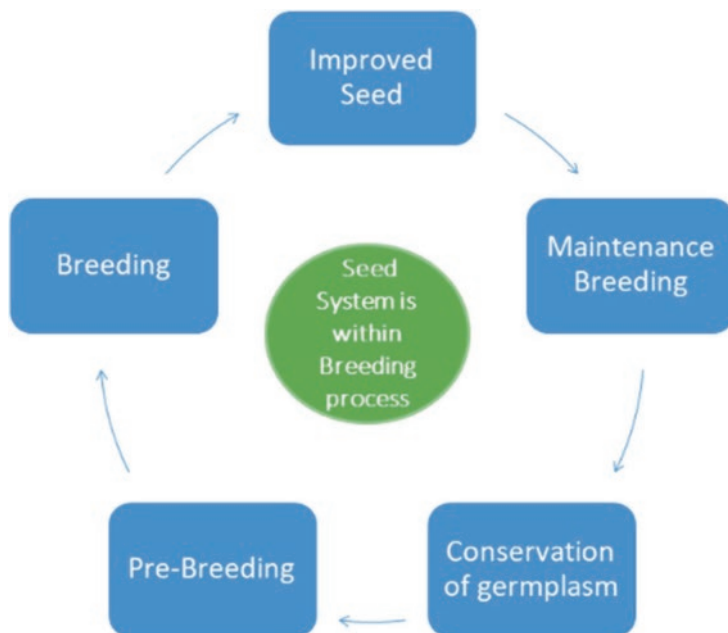 Improved
Seed
Maintenance
Breeding
Conservation
of germplasm
Pre-Breeding
Breeding
Seed
System is
within
Breeding
process